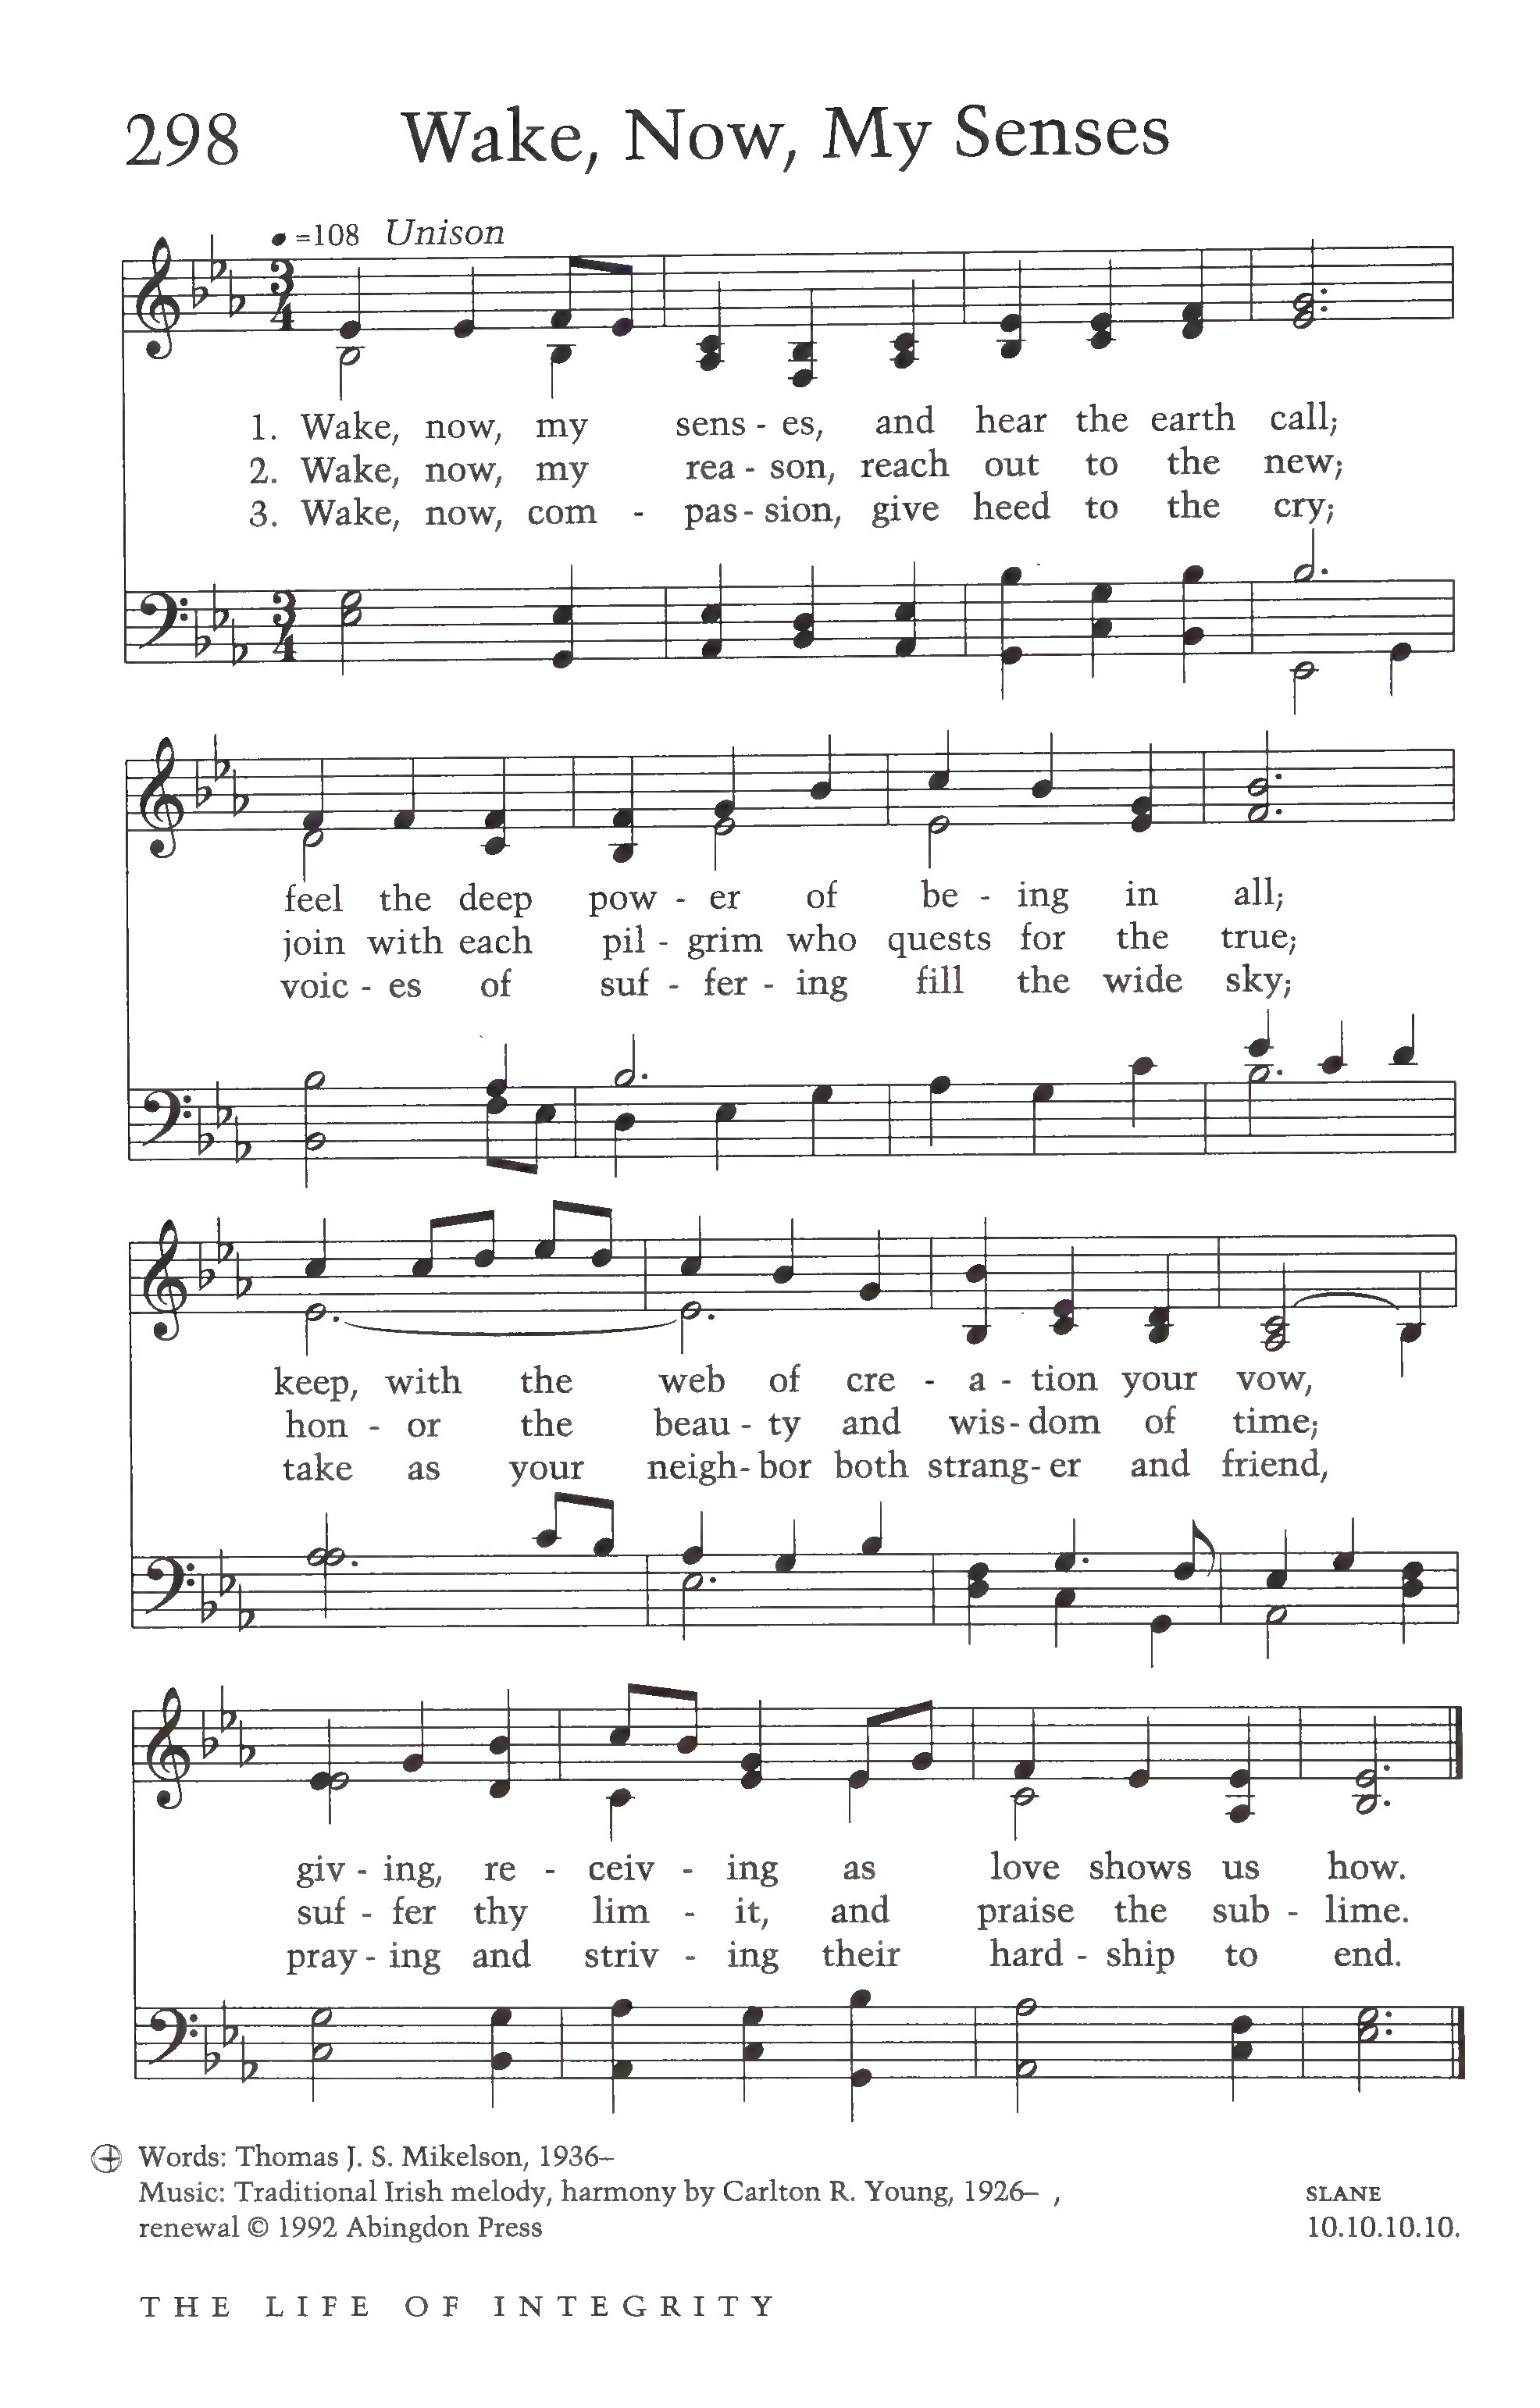 298 Wake, Now, My Senses
=108 Unison
1. Wake, now, my sens - es, and hear the earth call;
2. Wake, now, my rea - son, reach out to the new;
3. Wake, now, com - pas - sion, give heed to the cry;
feel the deep pow - er of be - ing in all;
join with each pil - grim who quests for the true;
voic - es of suf - fer - ing fill the wide sky;
keep, with the web of cre - a - tion your vow,
hon - or the beau - ty and wis - dom of time;
take as your neigh - bor both strang - er and friend,
giv - ing, re - ceiv - ing as love shows us how.
suf - fer thy lim - it, and praise the sub - lime.
pray - ing and striv - ing their hard - ship to end.
Words: Thomas J. S. Mikelson, 1936–
Music: Traditional Irish melody, harmony by Carlton R. Young, 1926– , SLANE
renewal © 1992 Abingdon Press 10.10.10.10.
THE LIFE OF INTEGRITY